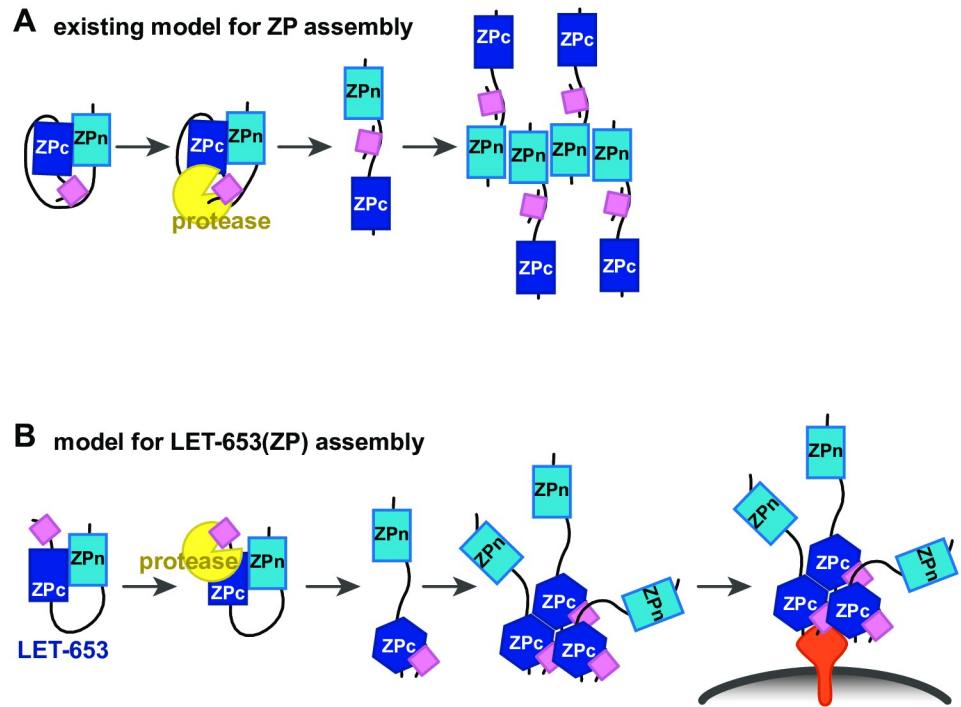 A existing model for ZP assembly
ZPc ZPn
ZPc ZPn
protease
ZPn
ZPc
ZPc ZPc
ZPn ZPn ZPn ZPn
ZPc ZPc
B model for LET-653(ZP) assembly
ZPc ZPn
LET-653
protease ZPn
ZPc
ZPn
ZPc
ZPn
ZPn
ZPc
ZPn
ZPc ZPc
ZPn
ZPn
ZPc
ZPn
ZPc ZPc